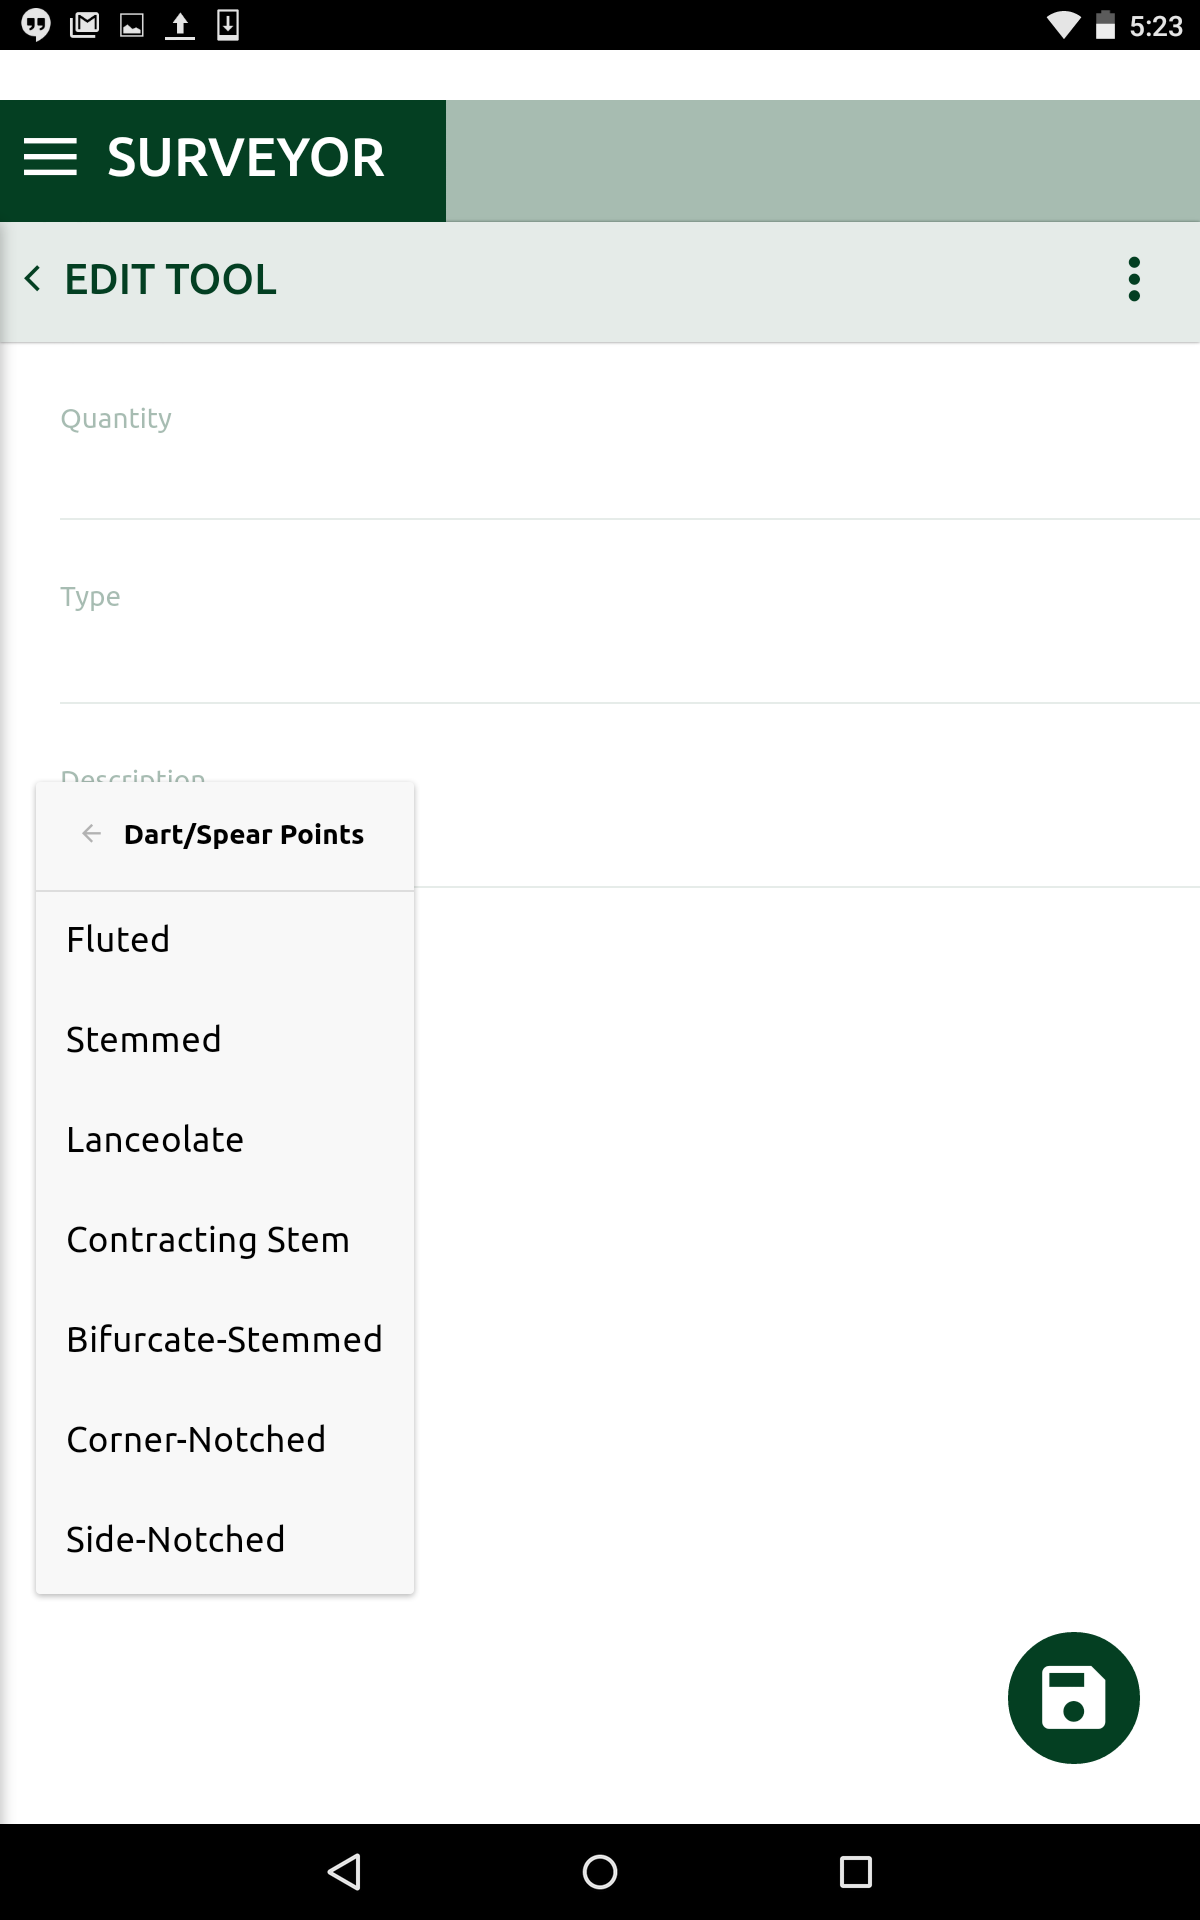 5:23
SURVEYOR
EDIT TOOL
Quantity
Type
Description
Dart/Spear Points
Fluted
Stemmed
Lanceolate
Contracting Stem
Bifurcate-Stemmed
Corner-Notched
Side-Notched